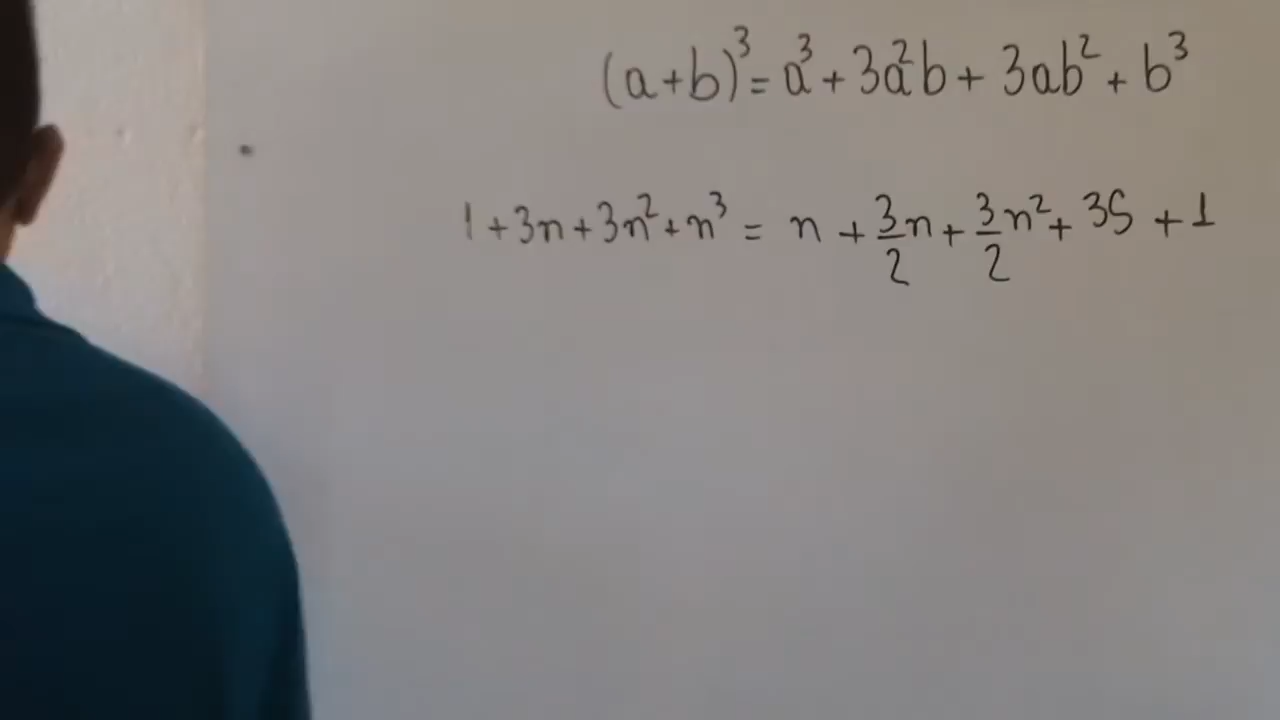 (a+b)³ = a³ + 3a²b + 3ab² + b³
1 + 3n + 3n² + n³ = n + 3/2 n + 3/2 n² + 3S + 1